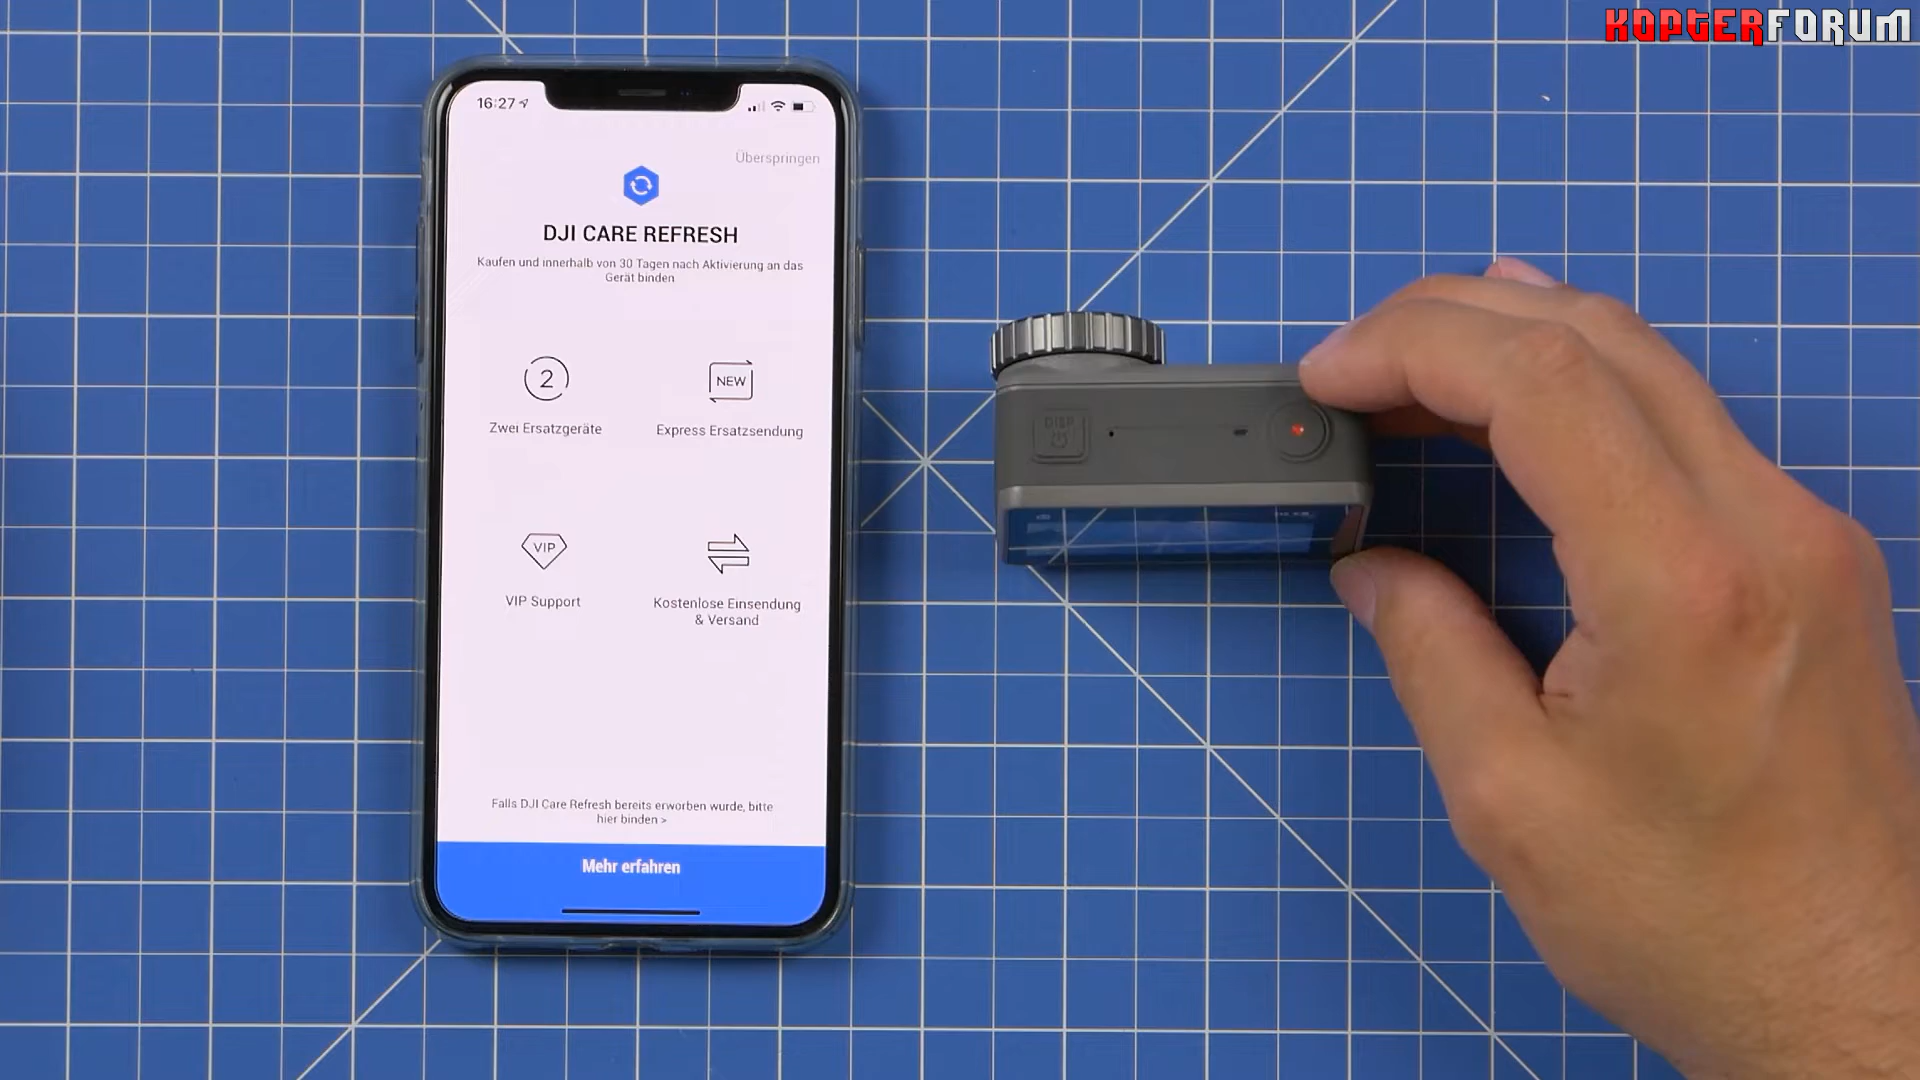 KOPTERFORUM
16:27
Überspringen
DJI CARE REFRESH
Kaufen und innerhalb von 30 Tagen nach Aktivierung an das
Gerät binden
2
NEW
Zwei Ersatzgeräte
Express Ersatzsendung
VIP
VIP Support
Kostenlose Einsendung
& Versand
Falls DJI Care Refresh bereits erworben wurde, bitte
hier binden >
Mehr erfahren
DISP